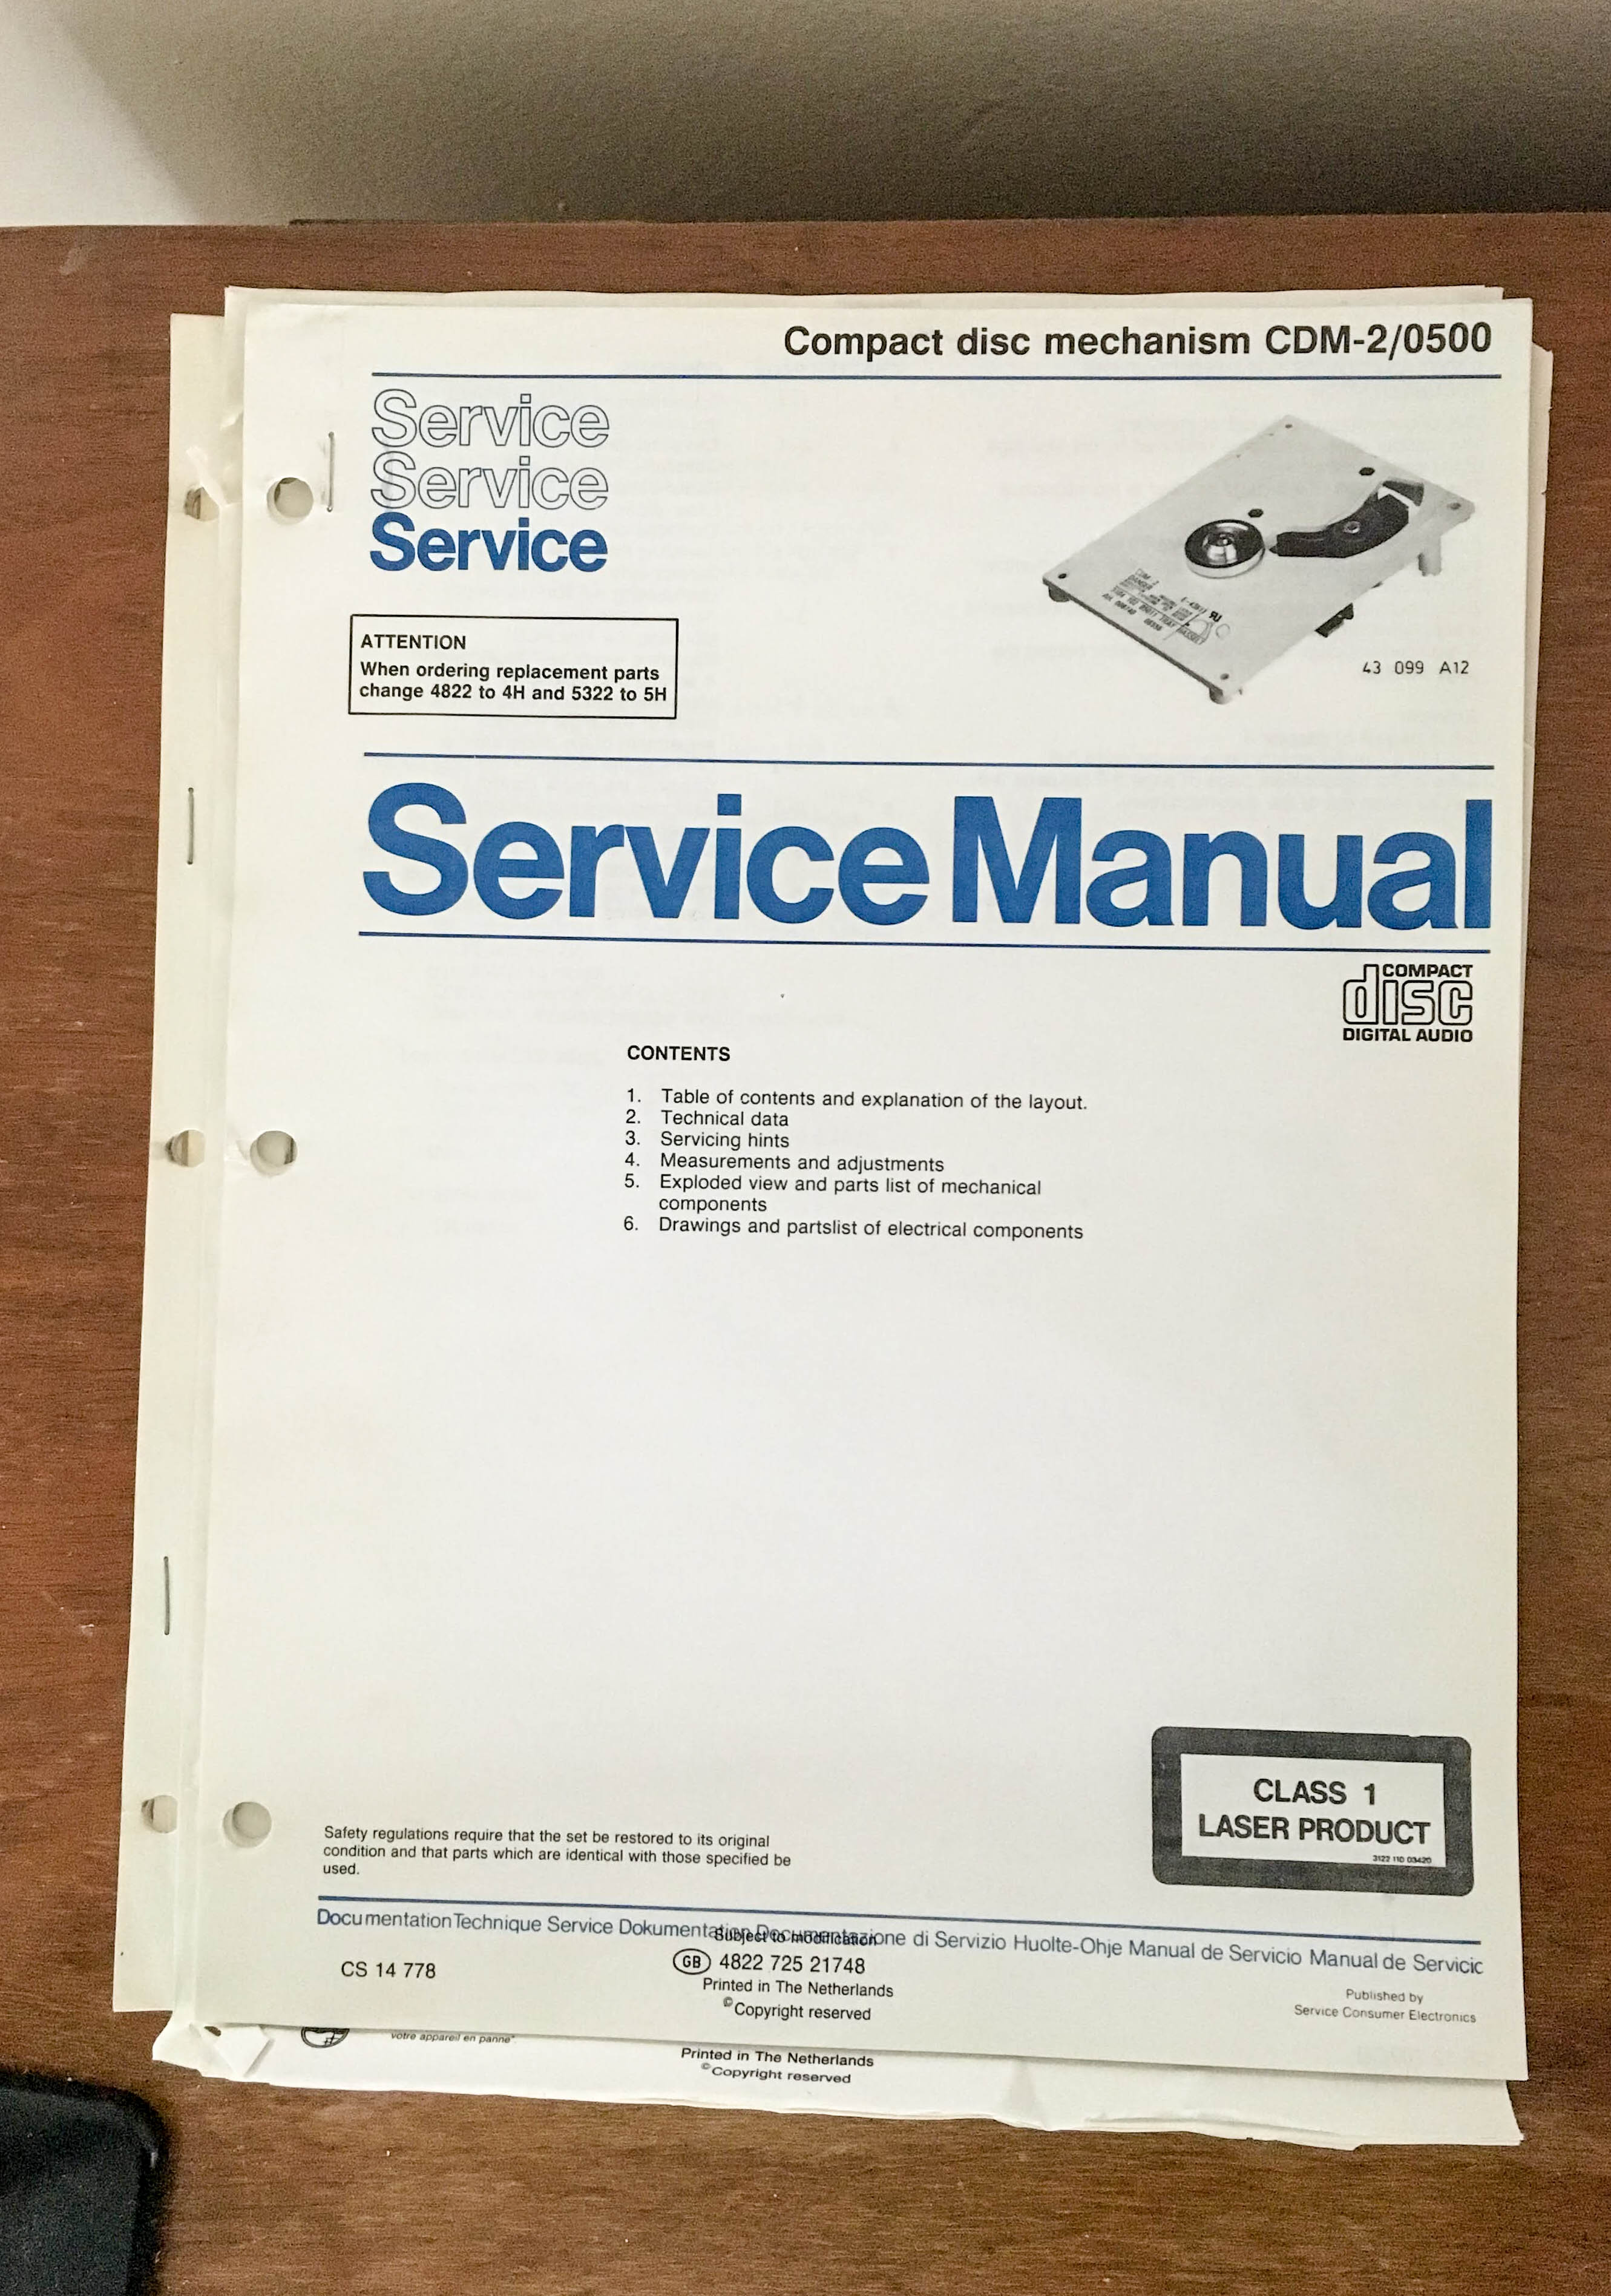 Compact disc mechanism CDM-2/0500
Service
Service
Service
ATTENTION
When ordering replacement parts
change 4822 to 4H and 5322 to 5H
43 099 A12
Service Manual
COMPACT
disc
DIGITAL AUDIO
CONTENTS
1. Table of contents and explanation of the layout.
2. Technical data
3. Servicing hints
4. Measurements and adjustments
5. Exploded view and parts list of mechanical
components
6. Drawings and partslist of electrical components
CLASS 1
LASER PRODUCT
3122 110 03420
Safety regulations require that the set be restored to its original
condition and that parts which are identical with those specified be
used.
Documentation Technique Service Dokumentation Documentazione di Servizio Huolte-Ohje Manual de Servicio Manual de Servicic
Subject to modification
CS 14 778
GB 4822 725 21748
Printed in The Netherlands
©Copyright reserved
Published by
Service Consumer Electronics
votre appareil en panne"
Printed in The Netherlands
©Copyright reserved